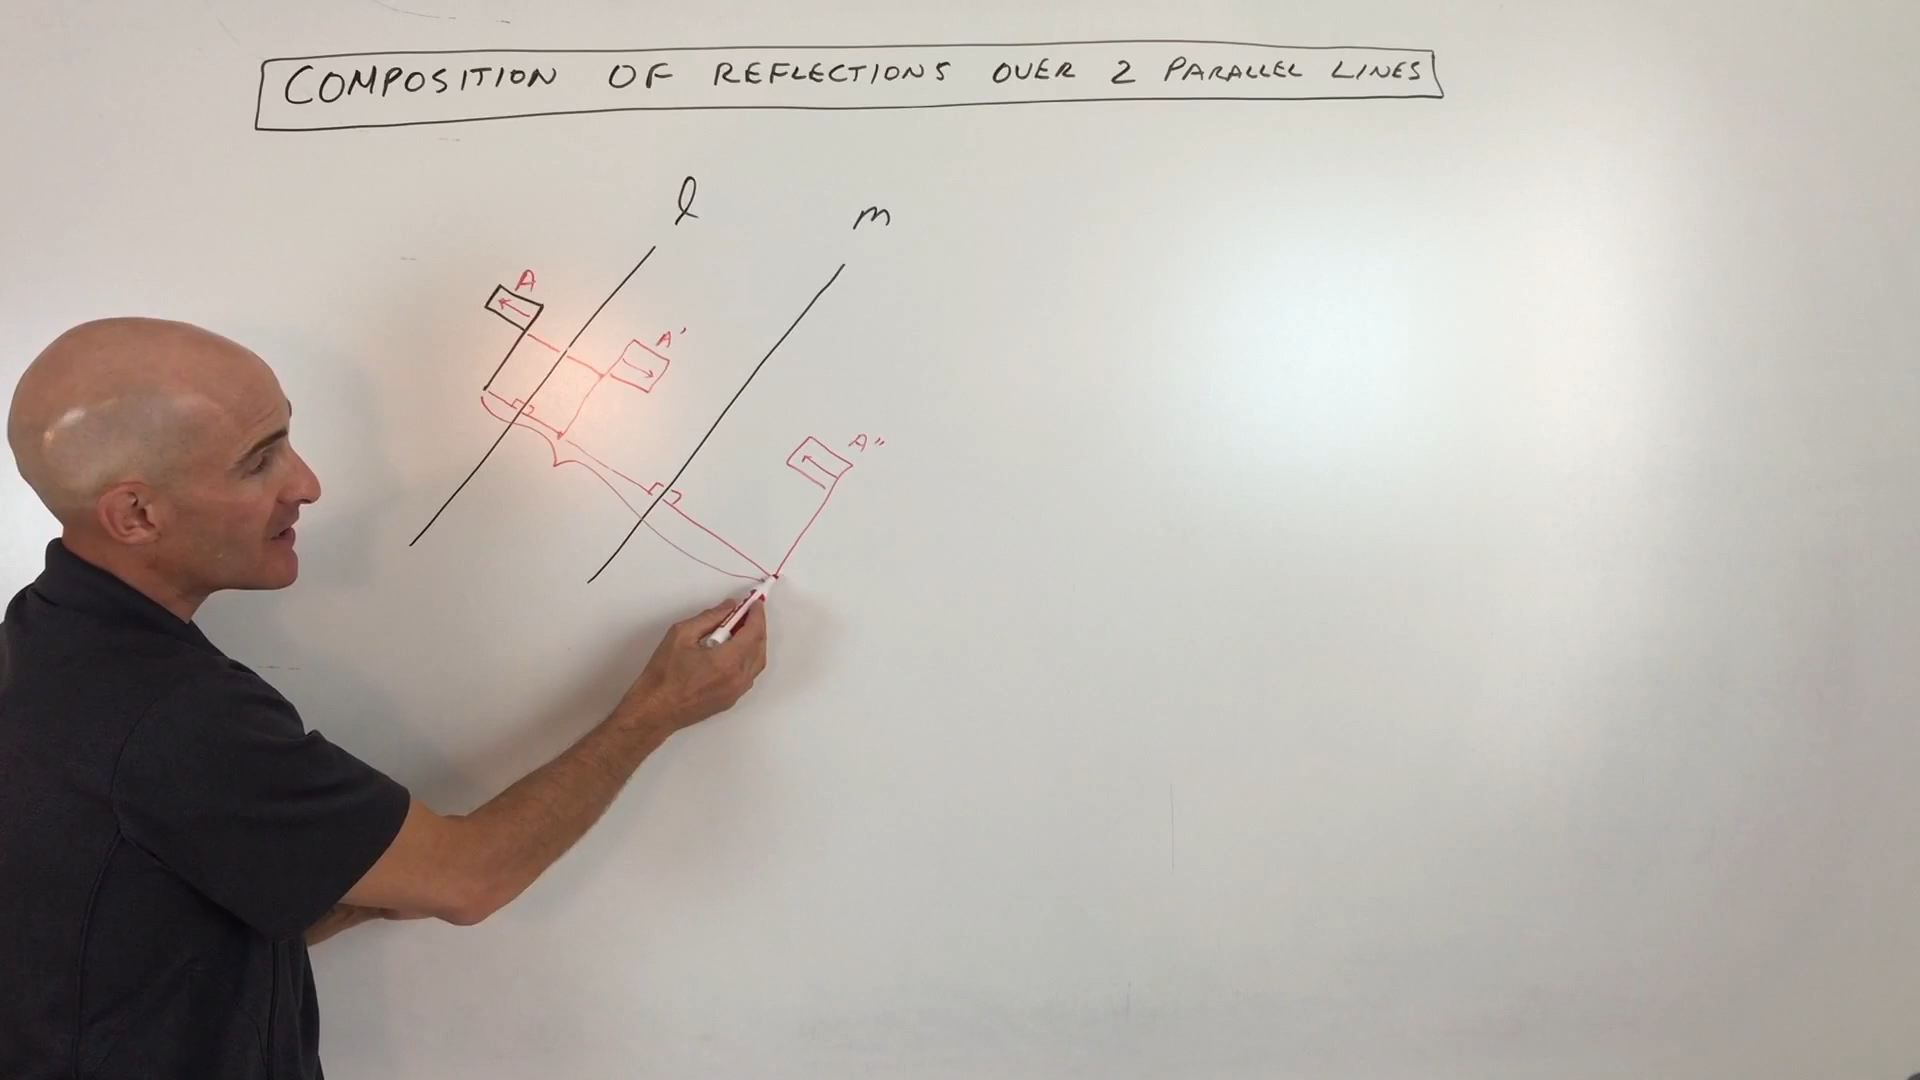 COMPOSITION OF REFLECTIONS OVER 2 PARALLEL LINES
l
m
A
A'
A"